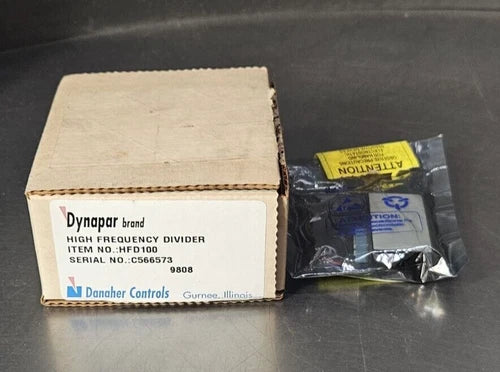 Dynapar brand
HIGH FREQUENCY DIVIDER
ITEM NO.:HFD100
SERIAL NO.:C566573
9808
Danaher Controls Gurnee, Illinois
ATTENTION
CAUTION: